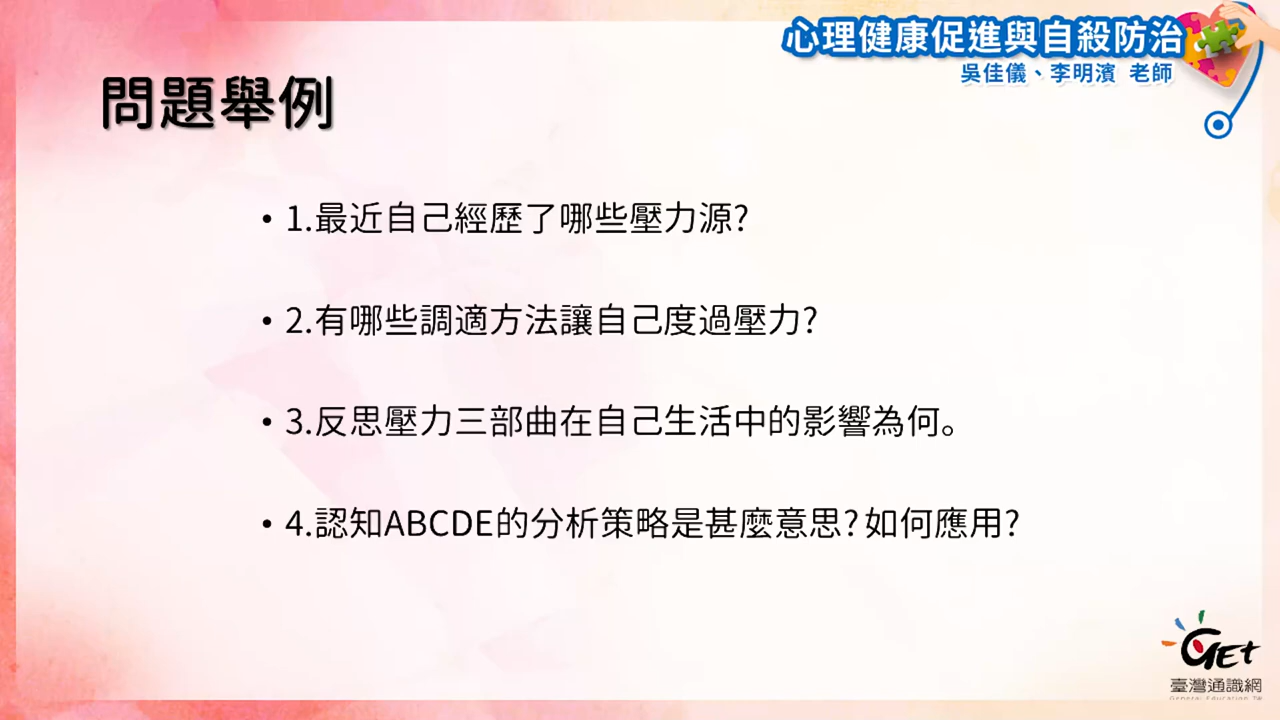 心理健康促進與自殺防治
吳佳儀、李明濱 老師
問題舉例
• 1.最近自己經歷了哪些壓力源?
• 2.有哪些調適方法讓自己度過壓力?
• 3.反思壓力三部曲在自己生活中的影響為何。
• 4.認知ABCDE的分析策略是甚麼意思?如何應用?
GET
臺灣通識網
General Education TW